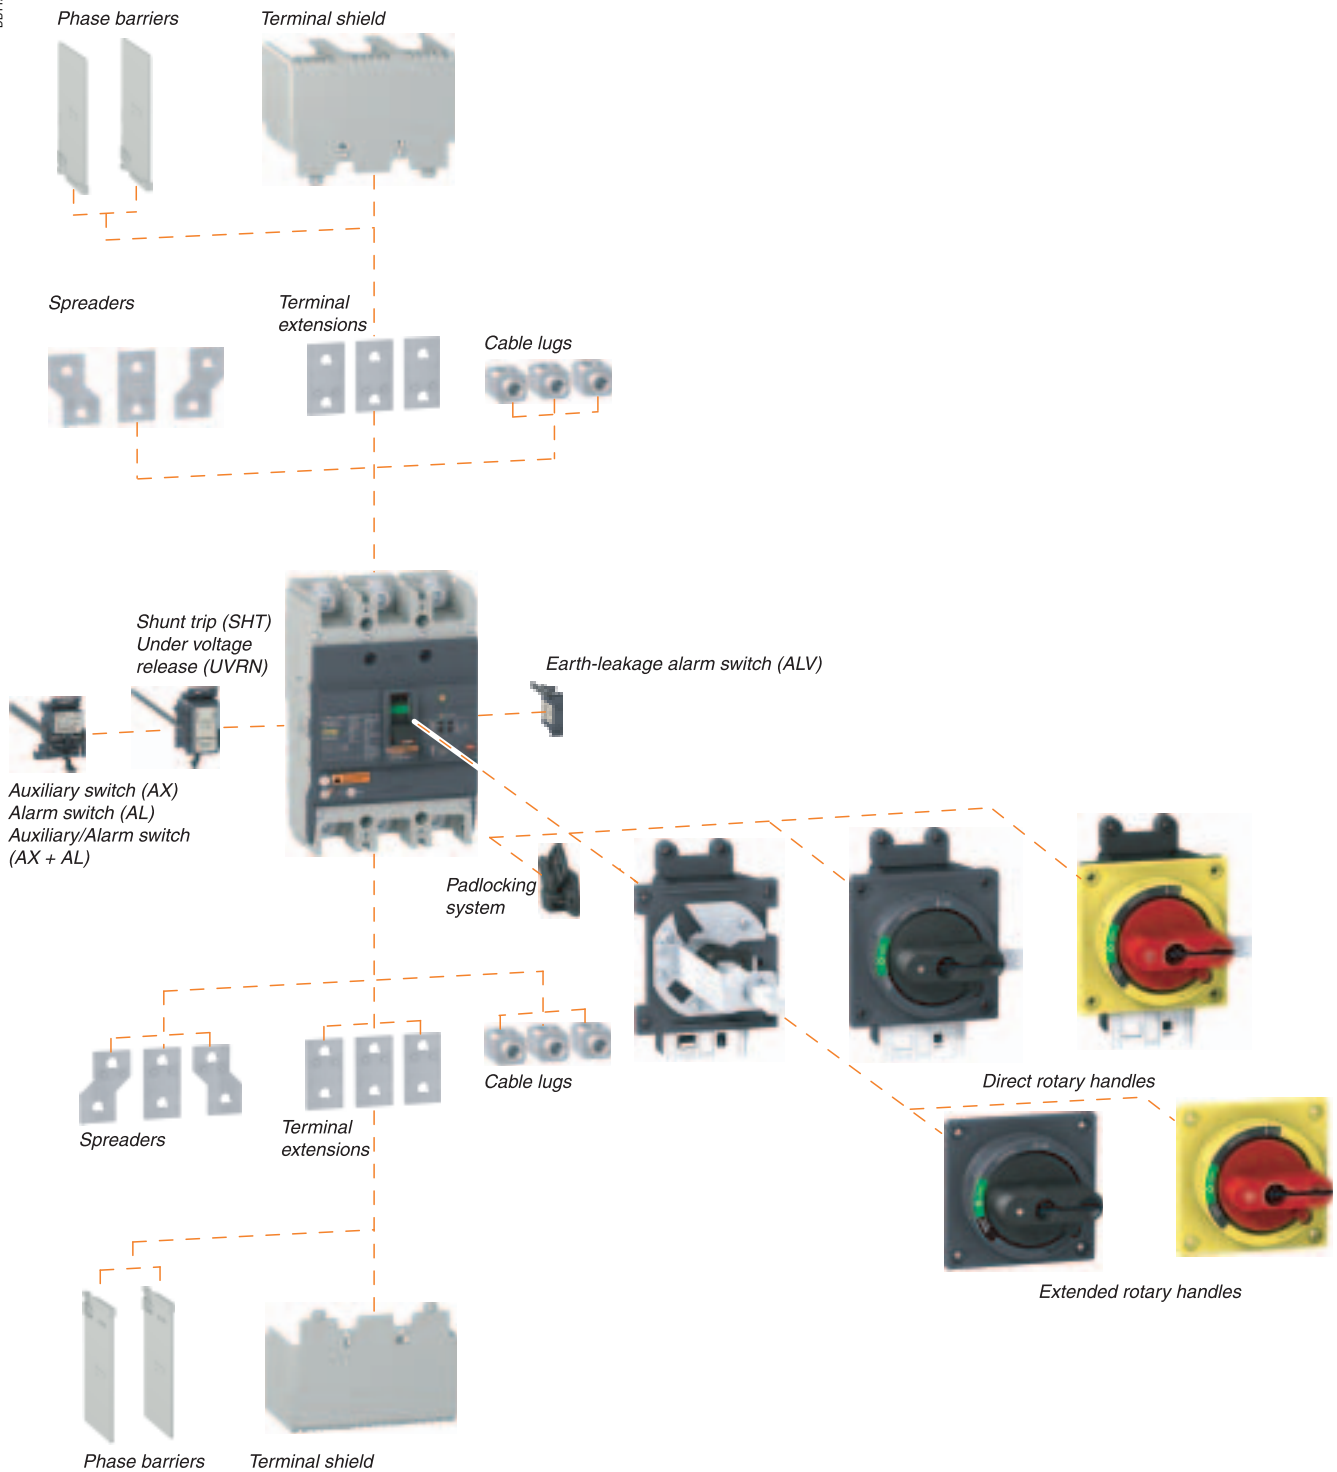 Phase barriers
Terminal shield
Spreaders
Terminal
extensions
Cable lugs
Shunt trip (SHT)
Under voltage
release (UVRN)
Earth-leakage alarm switch (ALV)
Auxiliary switch (AX)
Alarm switch (AL)
Auxiliary/Alarm switch
(AX + AL)
Padlocking
system
Direct rotary handles
Cable lugs
Spreaders
Terminal
extensions
Extended rotary handles
Phase barriers
Terminal shield